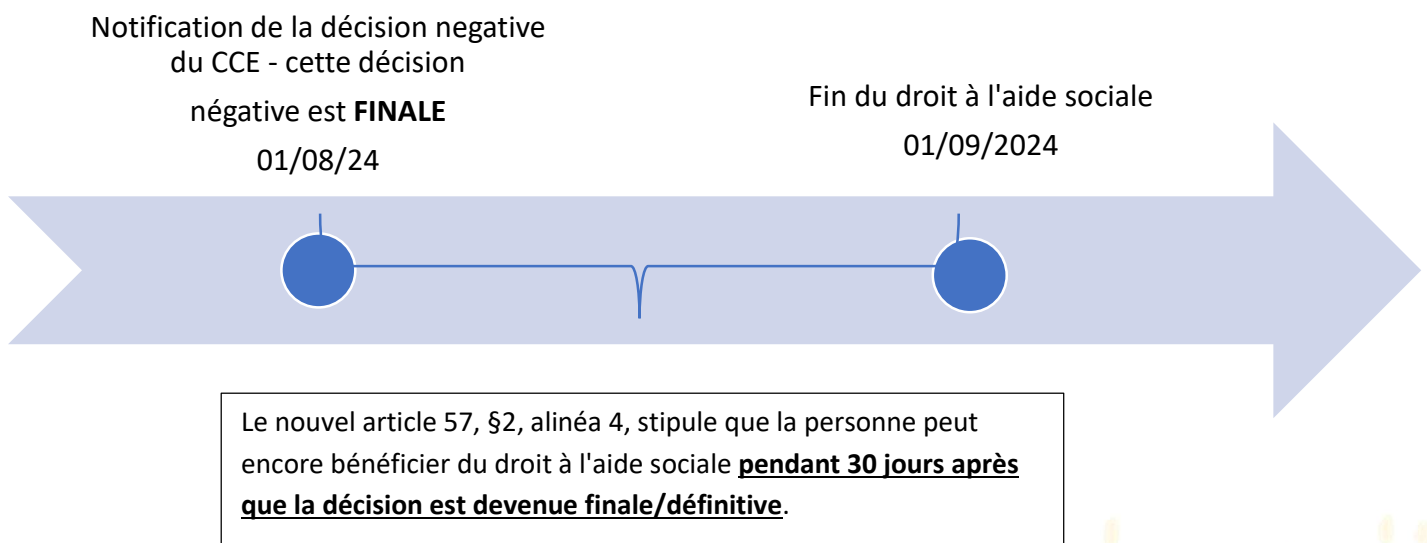 Notification de la décision negative
du CCE - cette décision
négative est FINALE
01/08/24
Fin du droit à l'aide sociale
01/09/2024
Le nouvel article 57, §2, alinéa 4, stipule que la personne peut
encore bénéficier du droit à l'aide sociale pendant 30 jours après
que la décision est devenue finale/définitive.